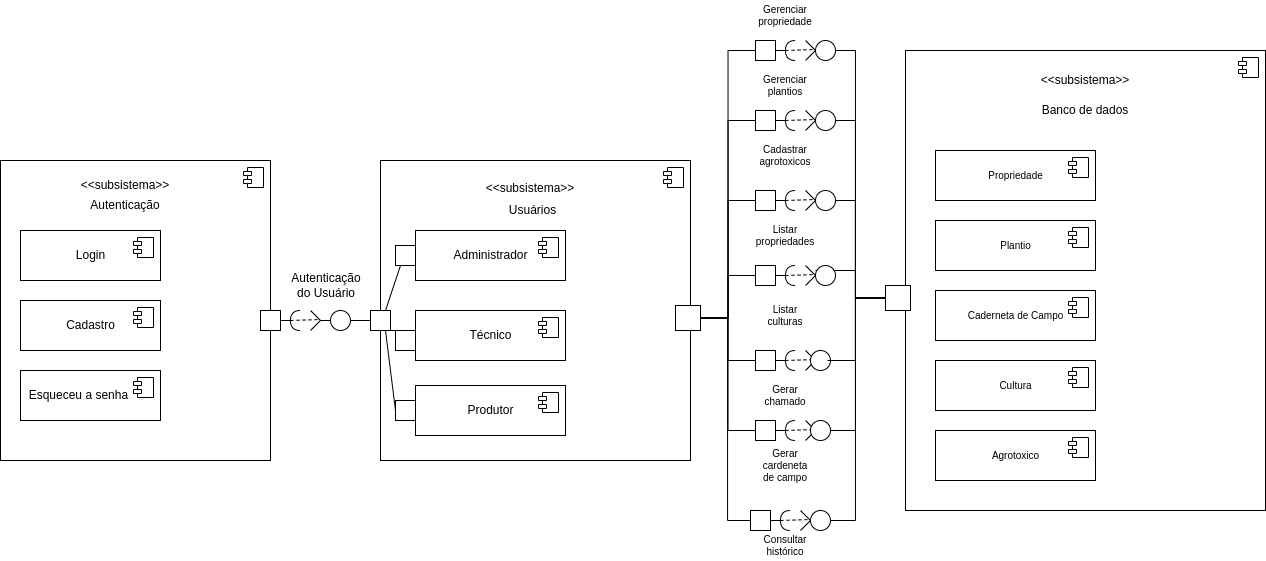 <<subsistema>>
Autenticação
Login
Cadastro
Esqueceu a senha
Autenticação
do Usuário
<<subsistema>>
Usuários
Administrador
Técnico
Produtor
Gerenciar
propriedade
Gerenciar
plantios
Cadastrar
agrotoxicos
Listar
propriedades
Listar
culturas
Gerar
chamado
Gerar
cardeneta
de campo
Consultar
histórico
<<subsistema>>
Banco de dados
Propriedade
Plantio
Caderneta de Campo
Cultura
Agrotoxico